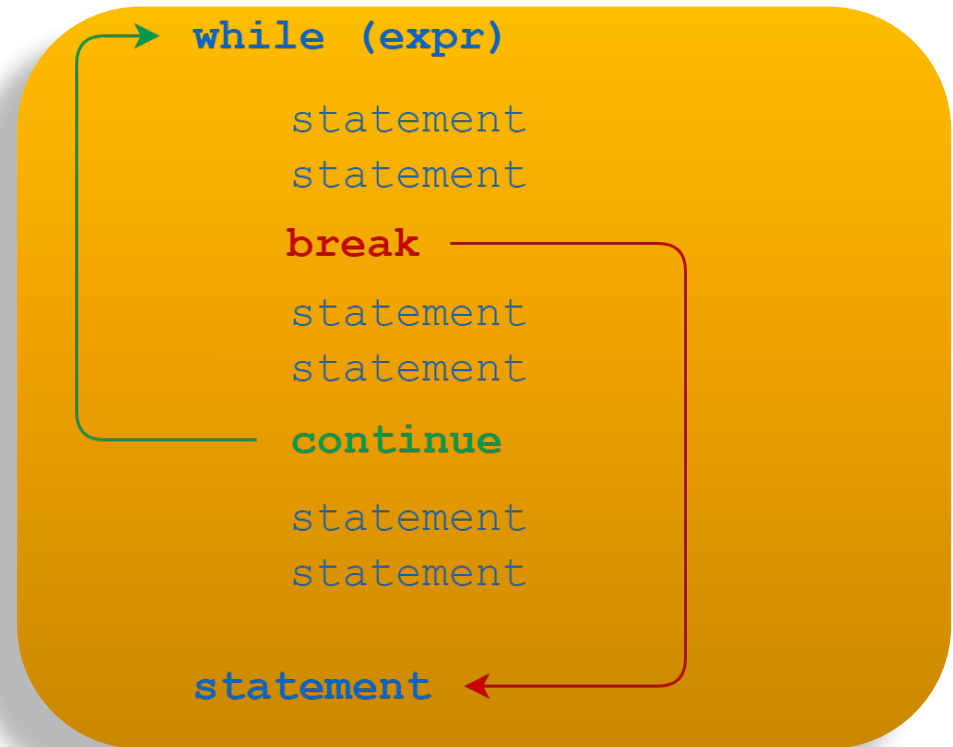 while (expr)
statement
statement
break
statement
statement
continue
statement
statement
statement